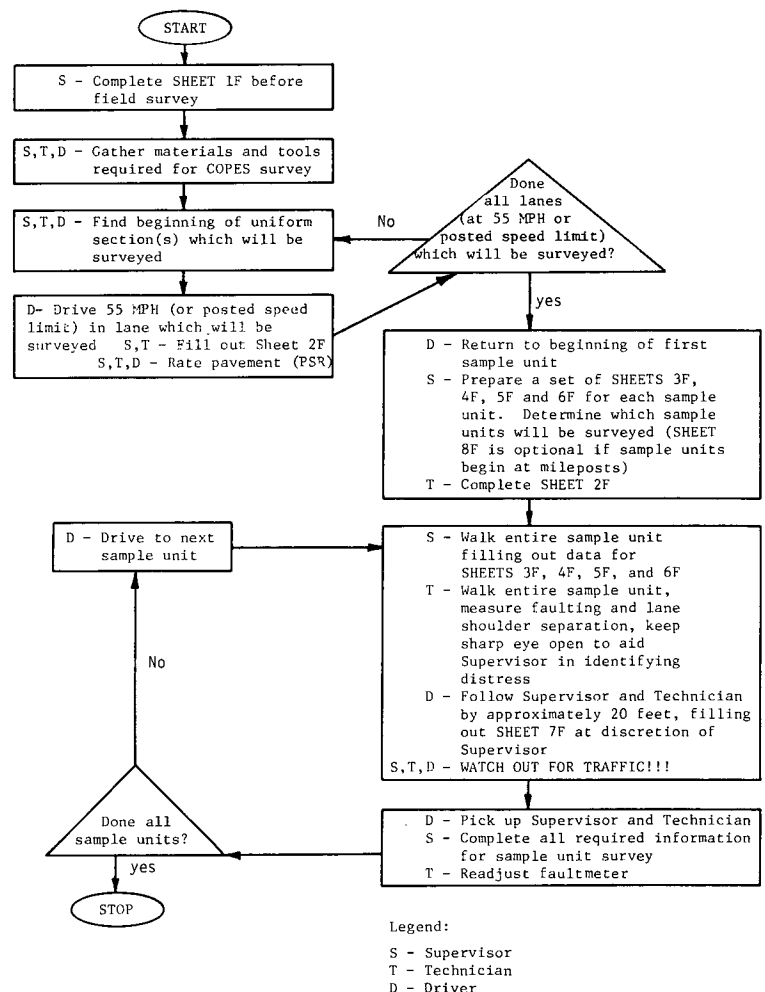 START
S - Complete SHEET 1F before
field survey
S,T,D - Gather materials and tools
required for COPES survey
S,T,D - Find beginning of uniform
section(s) which will be
surveyed
D- Drive 55 MPH (or posted speed
limit) in lane which will be
surveyed S,T - Fill out Sheet 2F
S,T,D - Rate pavement (PSR)
No
Done
all lanes
(at 55 MPH or
posted speed limit)
which will be surveyed?
yes
D - Return to beginning of first
sample unit
S - Prepare a set of SHEETS 3F,
4F, 5F and 6F for each sample
unit. Determine which sample
units will be surveyed (SHEET
8F is optional if sample units
begin at mileposts)
T - Complete SHEET 2F
S - Walk entire sample unit
filling out data for
SHEETS 3F, 4F, 5F, and 6F
T - Walk entire sample unit,
measure faulting and lane
shoulder separation, keep
sharp eye open to aid
Supervisor in identifying
distress
D - Follow Supervisor and Technician
by approximately 20 feet, filling
out SHEET 7F at discretion of
Supervisor
S,T,D - WATCH OUT FOR TRAFFIC!!!
D - Pick up Supervisor and Technician
S - Complete all required information
for sample unit survey
T - Readjust faultmeter
D - Drive to next
sample unit
No
Done all
sample units?
yes
STOP
Legend:
S - Supervisor
T - Technician
D - Driver